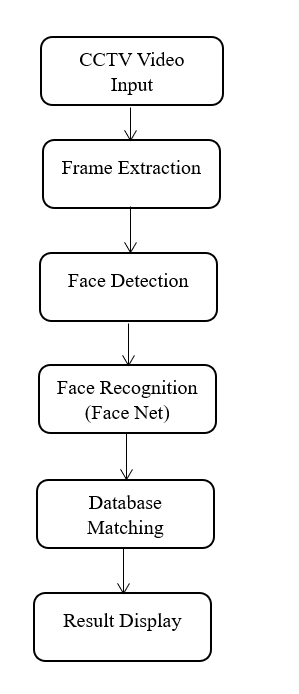 CCTV Video
Input
Frame Extraction
Face Detection
Face Recognition
(Face Net)
Database
Matching
Result Display